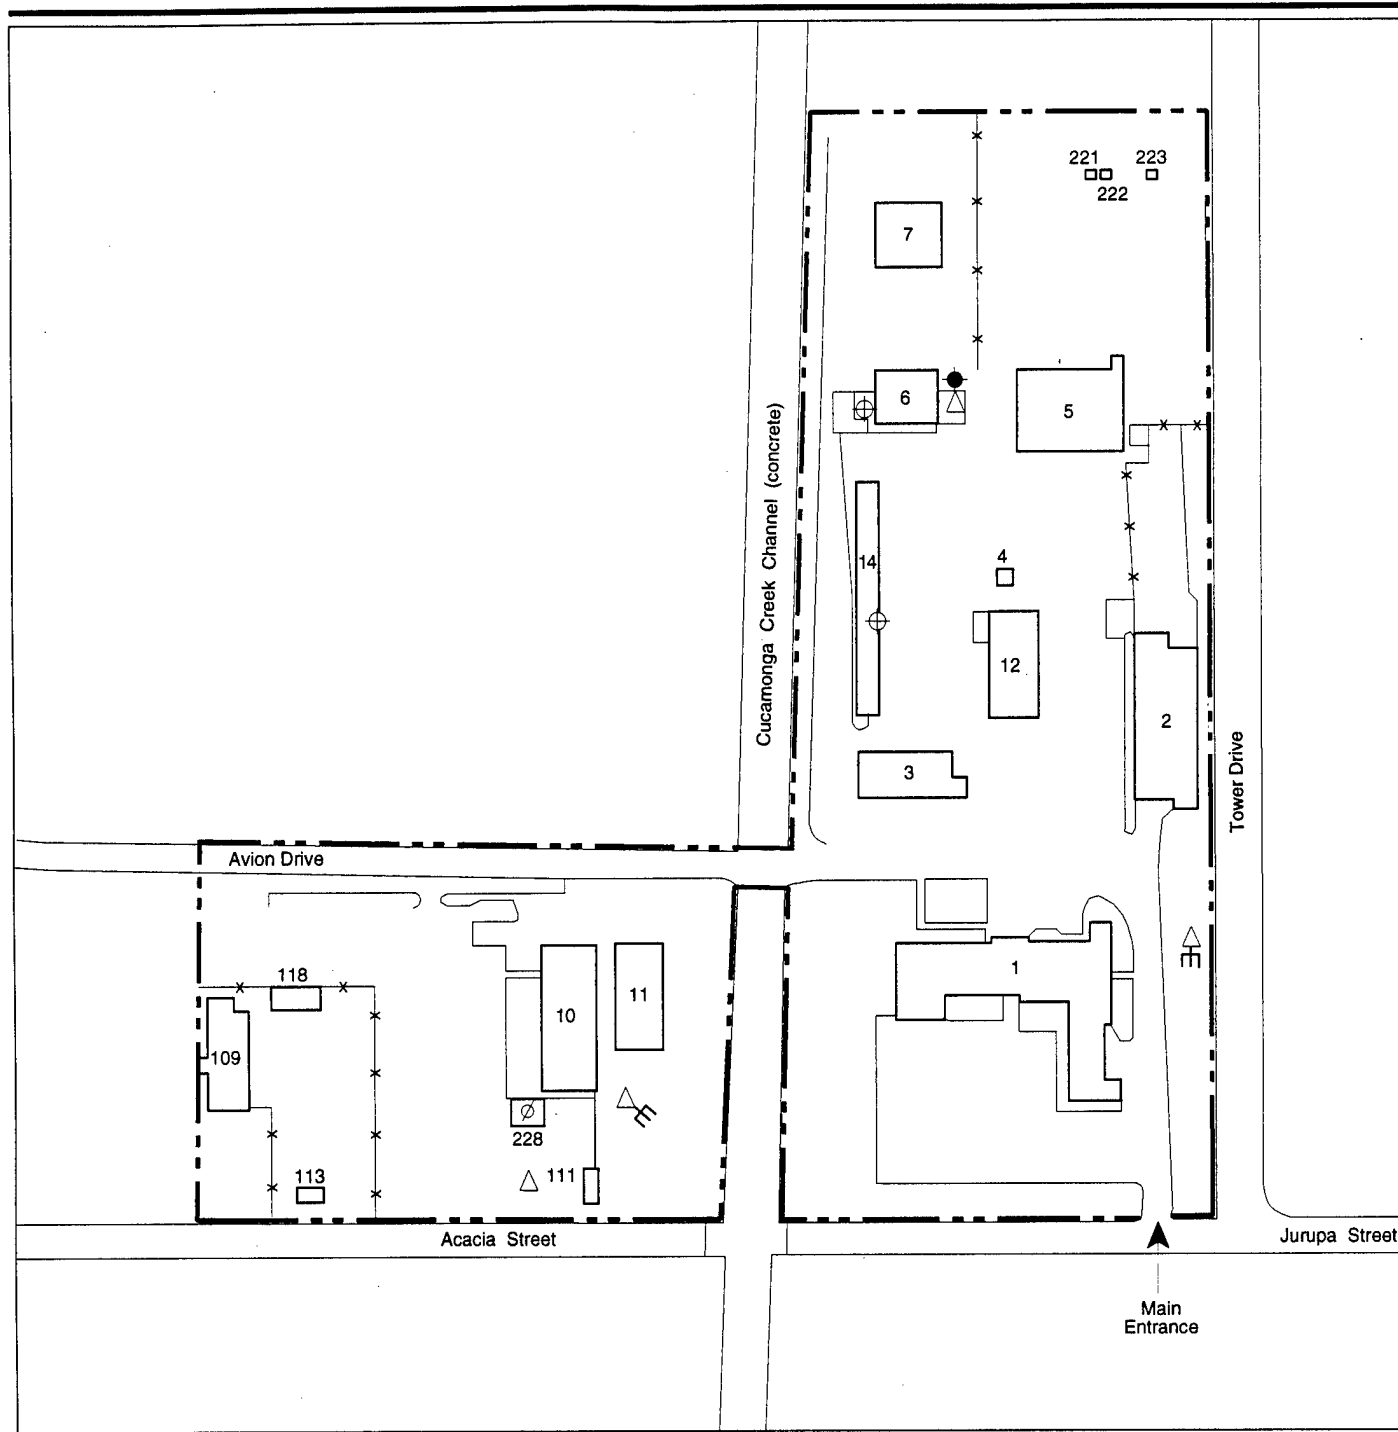 221
223
222
7
6
5
Cucamonga Creek Channel (concrete)
4
14
12
2
3
Tower Drive
Avion Drive
118
1
11
10
109
228
113
111
Acacia Street
Jurupa Street
Main
Entrance